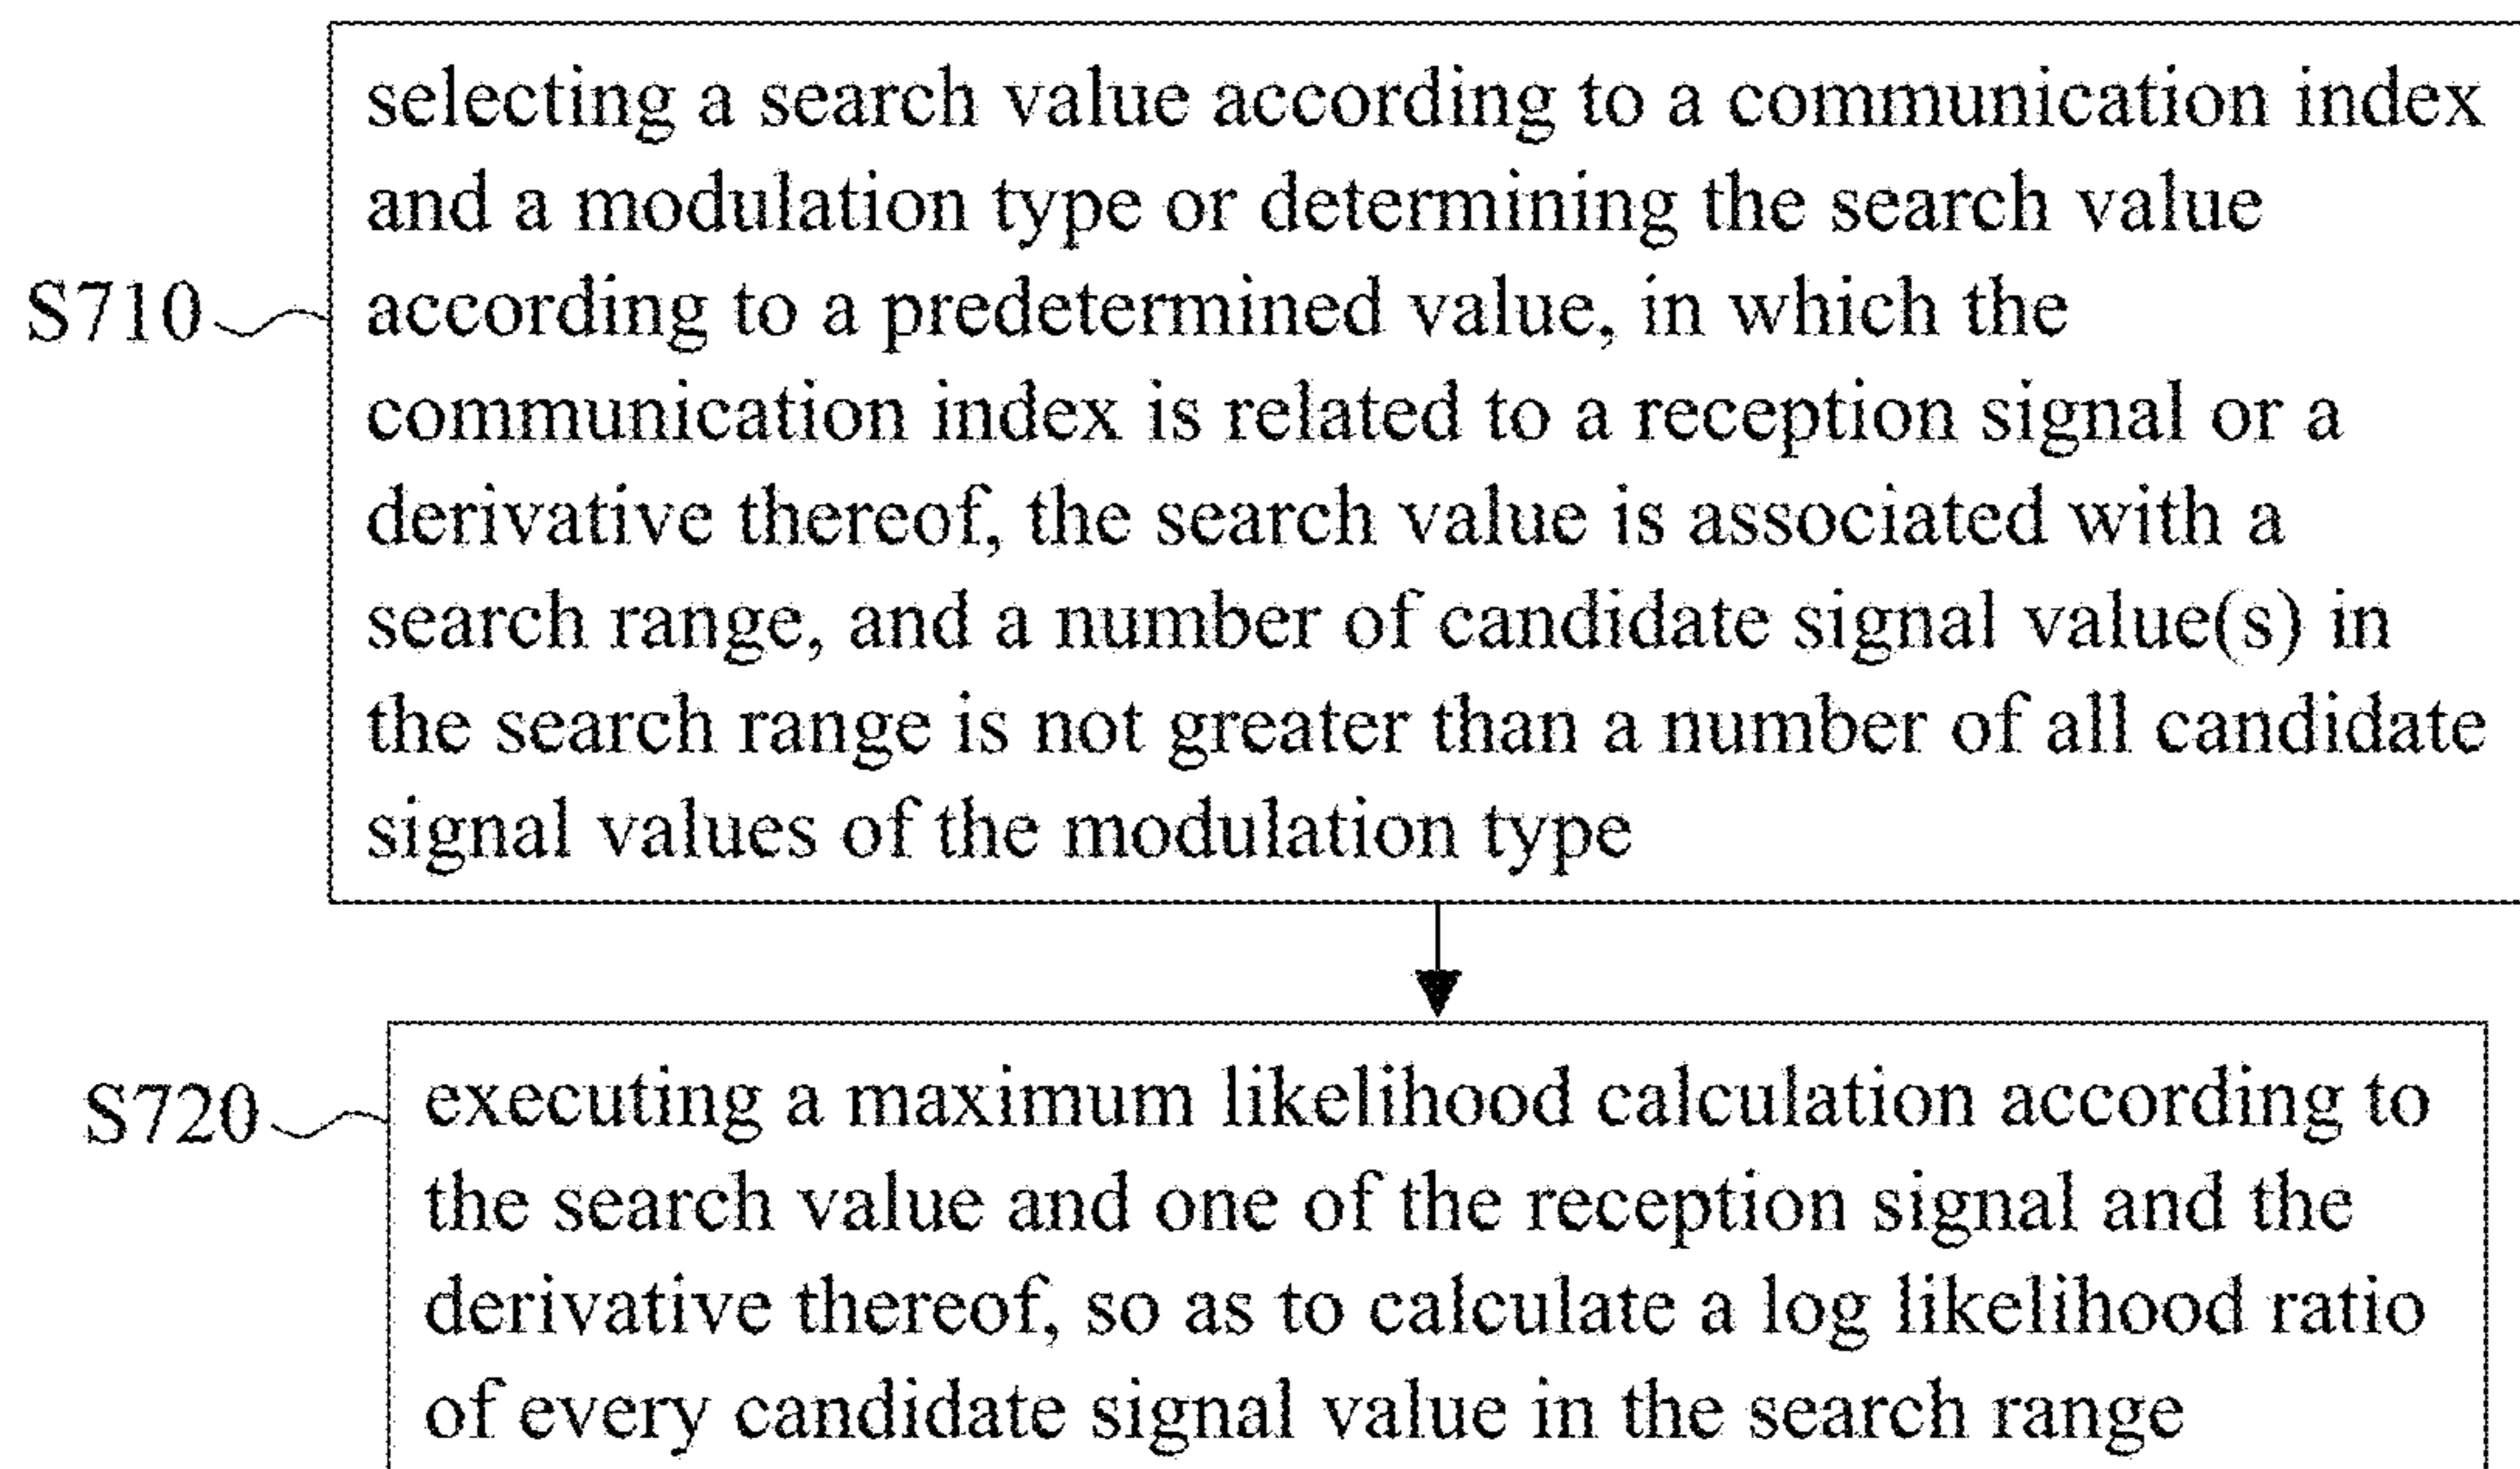 selecting a search value according to a communication index
and a modulation type or determining the search value
S710 according to a predetermined value, in which the
communication index is related to a reception signal or a
derivative thereof, the search value is associated with a
search range, and a number of candidate signal value(s) in
the search range is not greater than a number of all candidate
signal values of the modulation type
S720 executing a maximum likelihood calculation according to
the search value and one of the reception signal and the
derivative thereof, so as to calculate a log likelihood ratio
of every candidate signal value in the search range